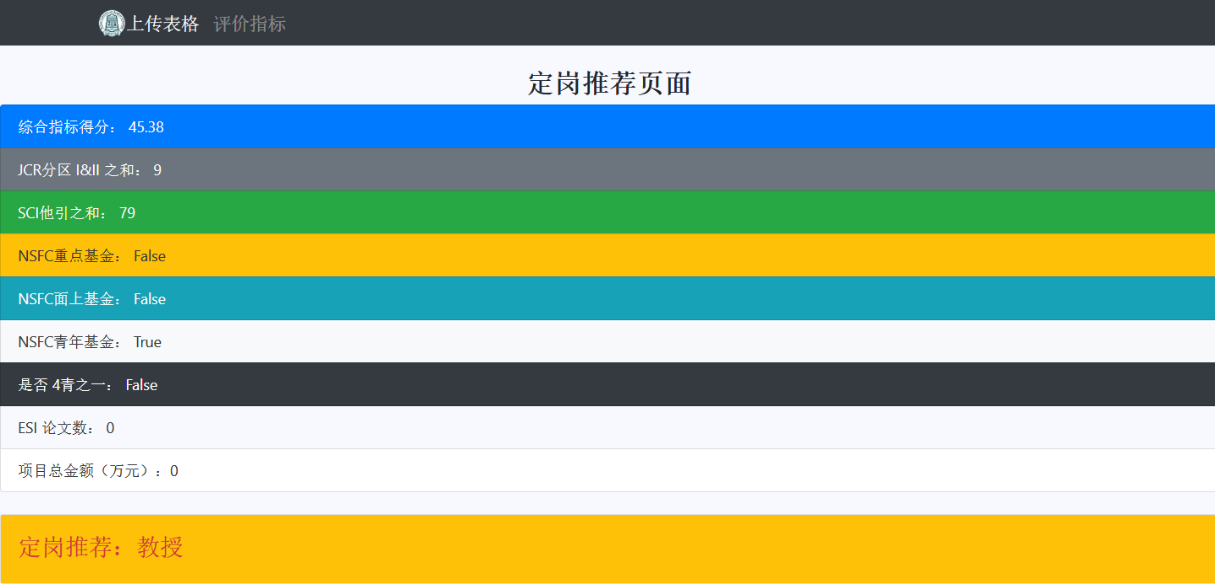 上传表格 评价指标
定岗推荐页面
综合指标得分： 45.38
JCR分区 I&II 之和： 9
SCI他引之和： 79
NSFC重点基金： False
NSFC面上基金： False
NSFC青年基金： True
是否 4青之一： False
ESI 论文数： 0
项目总金额（万元）：0
定岗推荐：教授